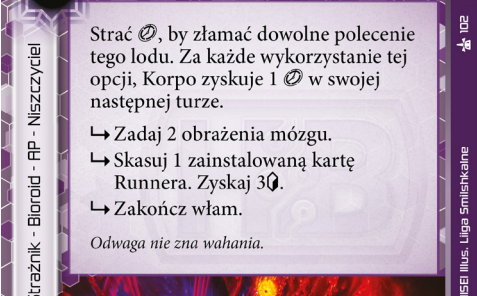 Strać , by złamać dowolne polecenie
tego lodu. Za każde wykorzystanie tej
opcji, Korpo zyskuje 1  w swojej
następnej turze.
↳ Zadaj 2 obrażenia mózgu.
↳ Skasuj 1 zainstalowaną kartę
Runnera. Zyskaj 3.
↳ Zakończ włam.
Odwaga nie zna wahania.
Strażnik - Bioroid - AP - Niszczyciel
NISEI Illus. Liiga Smilshkalne
102